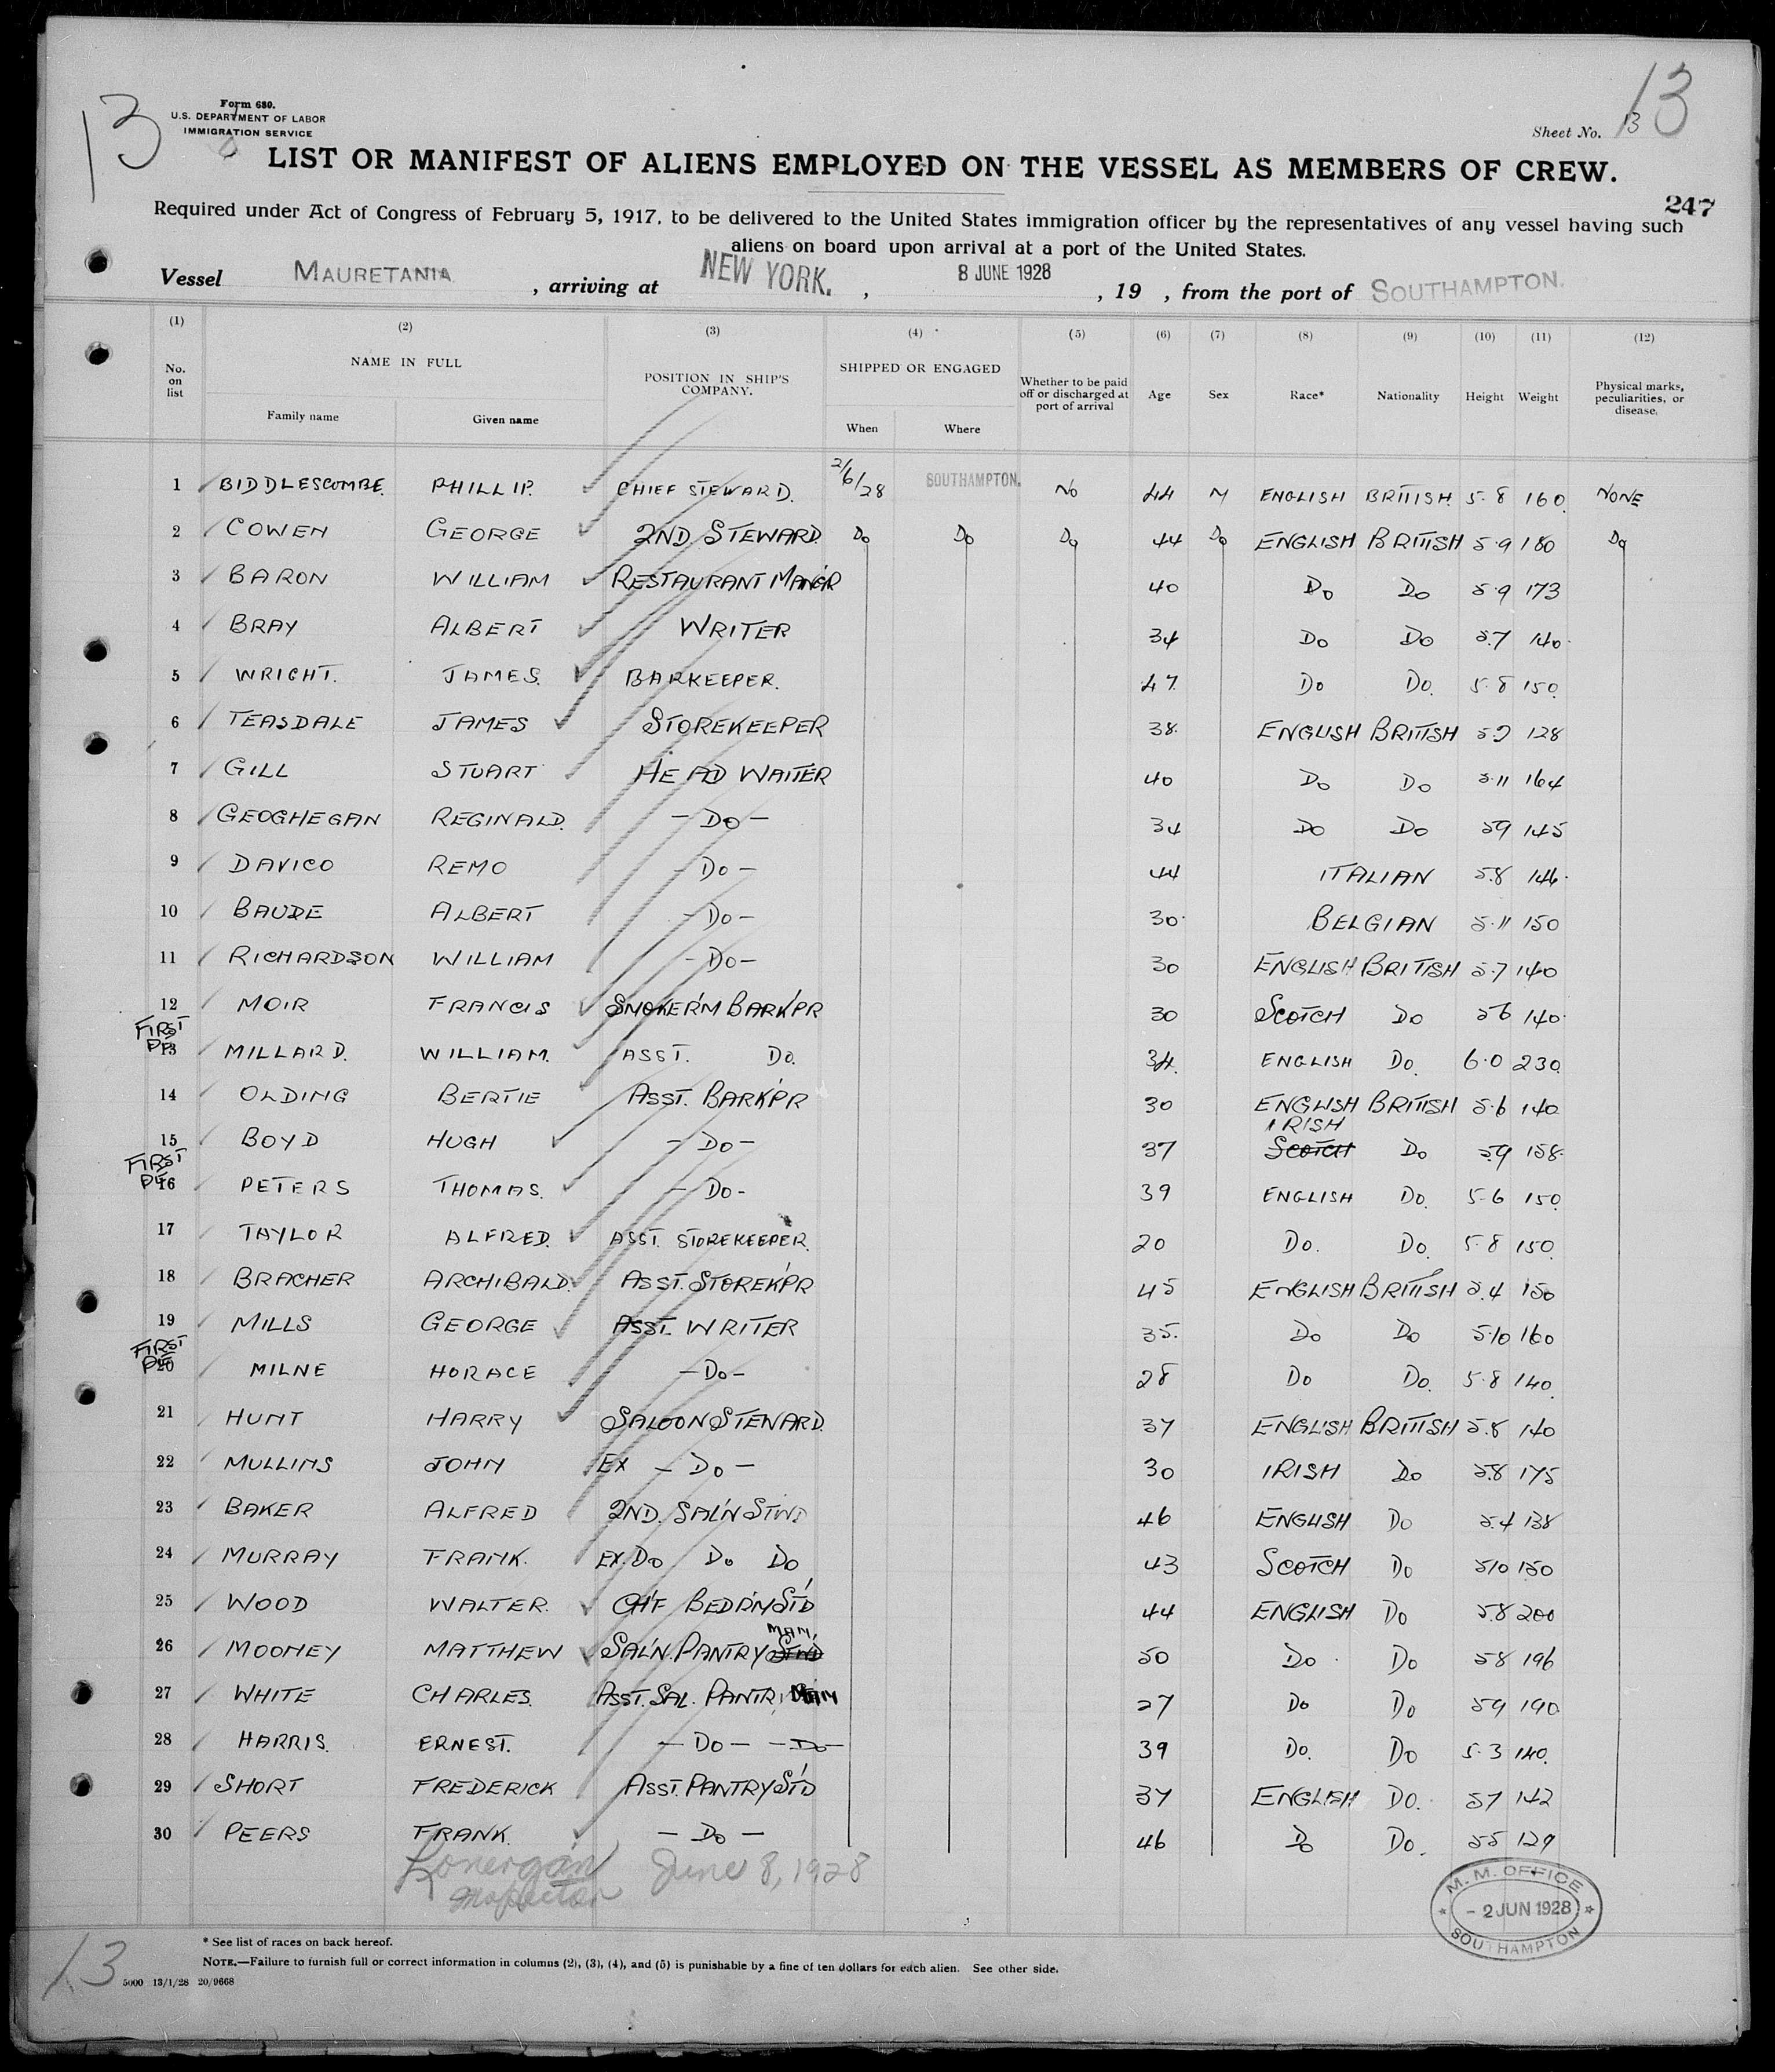 13
Form 680.
U.S. DEPARTMENT OF LABOR
IMMIGRATION SERVICE
Sheet No. 13
13
LIST OR MANIFEST OF ALIENS EMPLOYED ON THE VESSEL AS MEMBERS OF CREW.
247
Required under Act of Congress of February 5, 1917, to be delivered to the United States immigration officer by the representatives of any vessel having such
aliens on board upon arrival at a port of the United States.
Vessel MAURETANIA , arriving at NEW YORK. , 8 JUNE 1928 , 19 , from the port of SOUTHAMPTON.
(1) (2) (3) (4) (5) (6) (7) (8) (9) (10) (11) (12)
No. on list NAME IN FULL Family name Given name POSITION IN SHIP'S COMPANY. SHIPPED OR ENGAGED When Where Whether to be paid off or discharged at port of arrival Age Sex Race* Nationality Height Weight Physical marks, peculiarities, or disease.
1 BIDDLESCOMBE. PHILLIP. CHIEF STEWARD. 2/6/28 SOUTHAMPTON. No 44 M ENGLISH BRITISH. 5.8 160. NONE
2 COWEN GEORGE 2ND STEWARD. Do Do Do 44 Do ENGLISH BRITISH 5.9 180 Do
3 BARON WILLIAM RESTAURANT MAN'G'R 40 Do Do 5.9 173
4 BRAY ALBERT WRITER 34 Do Do 5.7 140.
5 WRIGHT. JAMES. BARKEEPER. 47. Do Do. 5.8 150.
6 TEASDALE JAMES STOREKEEPER 38. ENGLISH BRITISH 128
7 GILL STUART HEAD WAITER 40 Do Do 5.11 164
8 GEOGHEGAN REGINALD. - Do - 34 Do Do 5 9 145
9 DAVICO REMO - Do - 44 ITALIAN 5.8 146.
10 BAUDE ALBERT - Do - 30. BELGIAN 5.11 150
11 RICHARDSON WILLIAM - Do - 30 ENGLISH BRITISH 5.7 140
12 MOIR FRANCIS SMOKER'M BARK'PR 30 SCOTCH Do 5 6 140.
FIRST
13 MILLARD. WILLIAM. ASST. Do. 34. ENGLISH Do. 6.0 230.
14 OLDING BERTIE ASST. BARK'PR 30 ENGLISH BRITISH 5.6 140
IRISH
15 BOYD HUGH - Do - 37 SCOTCH Do 5.9 158.
FIRST
16 PETERS THOMAS. - Do - 39 ENGLISH Do. 5.6 150.
17 TAYLOR ALFRED. ASST. STOREKEEPER. 20 Do. Do. 5.8 150.
18 BRACHER ARCHIBALD. ASST. STOREK'PR 45 ENGLISH BRITISH 5.4 150
19 MILLS GEORGE ASST. WRITER 35. Do Do 5.10 160
FIRST
20 MILNE HORACE - Do - 28 Do Do. 5.8 140.
21 HUNT HARRY SALOON STEWARD. 37 ENGLISH BRITISH 5.8 140
22 MULLINS JOHN EX - Do - 30 IRISH Do 5.8 175
23 BAKER ALFRED 2ND. SAL'N STWD 46 ENGLISH Do 5.4 138
24 MURRAY FRANK. EX. Do Do Do 43 SCOTCH Do 5 10 150
25 WOOD WALTER. CH'F BED R'M ST'D 44 ENGLISH Do 5.8 200
MAN,
26 MOONEY MATTHEW SAL'N. PANTRY STWD 50 Do Do 5 8 196
27 WHITE CHARLES. ASST. SAL. PANTRY MAN 27 Do Do 5 9 190
28 HARRIS. ERNEST. - Do - - Do - 39 Do. Do 5.3 140.
29 SHORT FREDERICK ASST. PANTRY ST'D 37 ENGLISH DO. 5 7 142
30 PEERS FRANK. - Do - 46 Do Do. 5 5 129
Lonergan June 8, 1928
Inspector
M. M. OFFICE
- 2 JUN 1928
SOUTHAMPTON
* See list of races on back hereof.
NOTE.—Failure to furnish full or correct information in columns (2), (3), (4), and (5) is punishable by a fine of ten dollars for each alien. See other side.
13
5000 13/1/28 20/9668